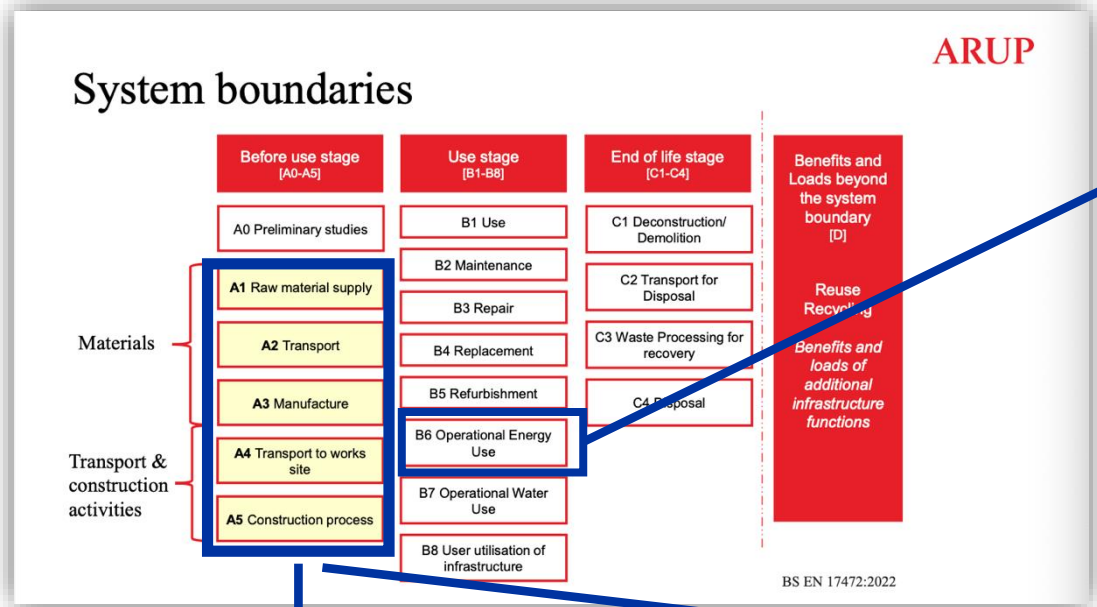 ARUP
System boundaries
Before use stage
[A0-A5]
A0 Preliminary studies
A1 Raw material supply
A2 Transport
A3 Manufacture
A4 Transport to works
site
A5 Construction process
Materials
Transport &
construction
activities
Use stage
[B1-B8]
B1 Use
B2 Maintenance
B3 Repair
B4 Replacement
B5 Refurbishment
B6 Operational Energy
Use
B7 Operational Water
Use
B8 User utilisation of
infrastructure
End of life stage
[C1-C4]
C1 Deconstruction/
Demolition
C2 Transport for
Disposal
C3 Waste Processing for
recovery
C4 Disposal
Benefits and
Loads beyond
the system
boundary
[D]
Reuse
Recycling
Benefits and
loads of
additional
infrastructure
functions
BS EN 17472:2022